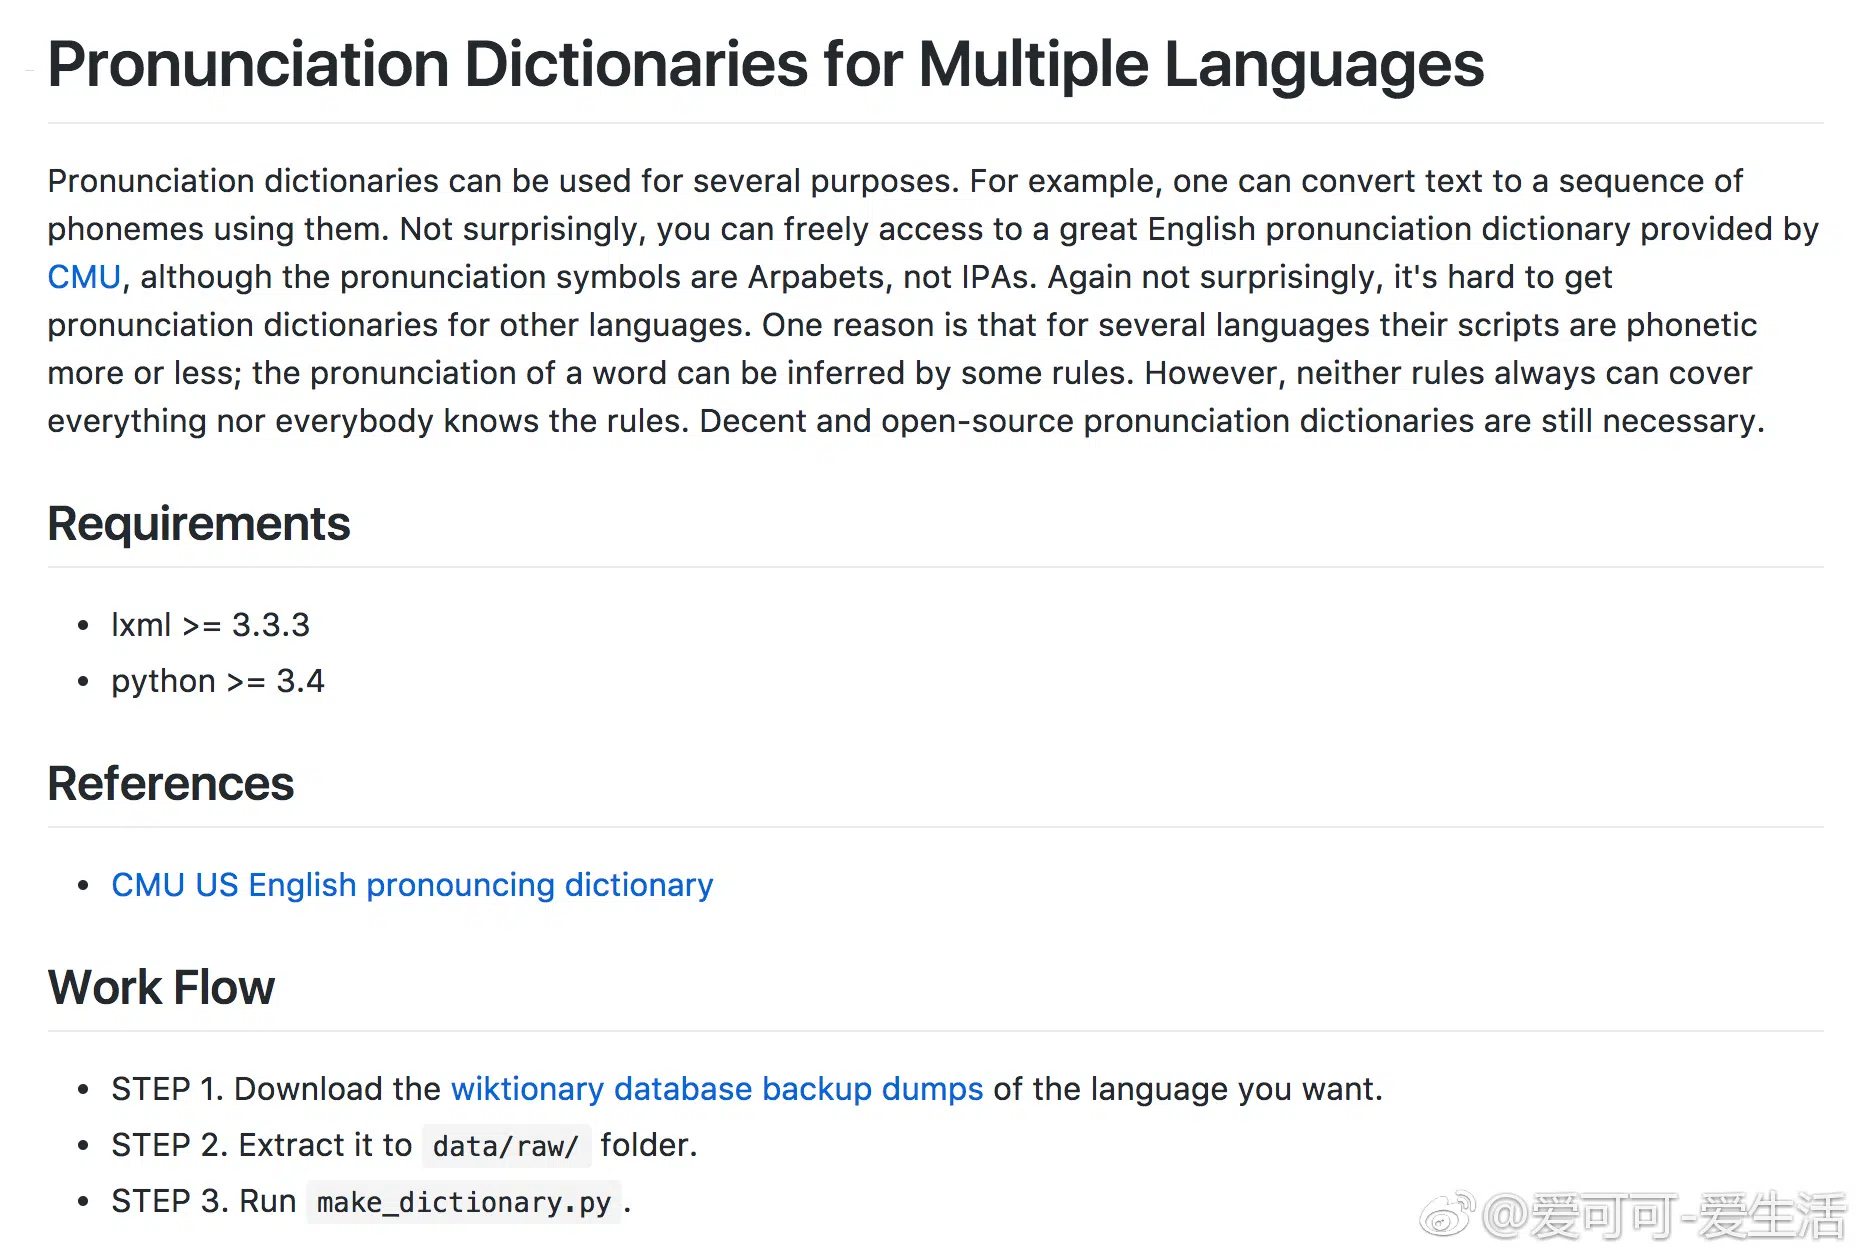 Pronunciation Dictionaries for Multiple Languages
Pronunciation dictionaries can be used for several purposes. For example, one can convert text to a sequence of
phonemes using them. Not surprisingly, you can freely access to a great English pronunciation dictionary provided by
CMU, although the pronunciation symbols are Arpabets, not IPAs. Again not surprisingly, it's hard to get
pronunciation dictionaries for other languages. One reason is that for several languages their scripts are phonetic
more or less; the pronunciation of a word can be inferred by some rules. However, neither rules always can cover
everything nor everybody knows the rules. Decent and open-source pronunciation dictionaries are still necessary.
Requirements
• lxml >= 3.3.3
• python >= 3.4
References
• CMU US English pronouncing dictionary
Work Flow
• STEP 1. Download the wiktionary database backup dumps of the language you want.
• STEP 2. Extract it to data/raw/ folder.
• STEP 3. Run make_dictionary.py.
@爱可可-爱生活